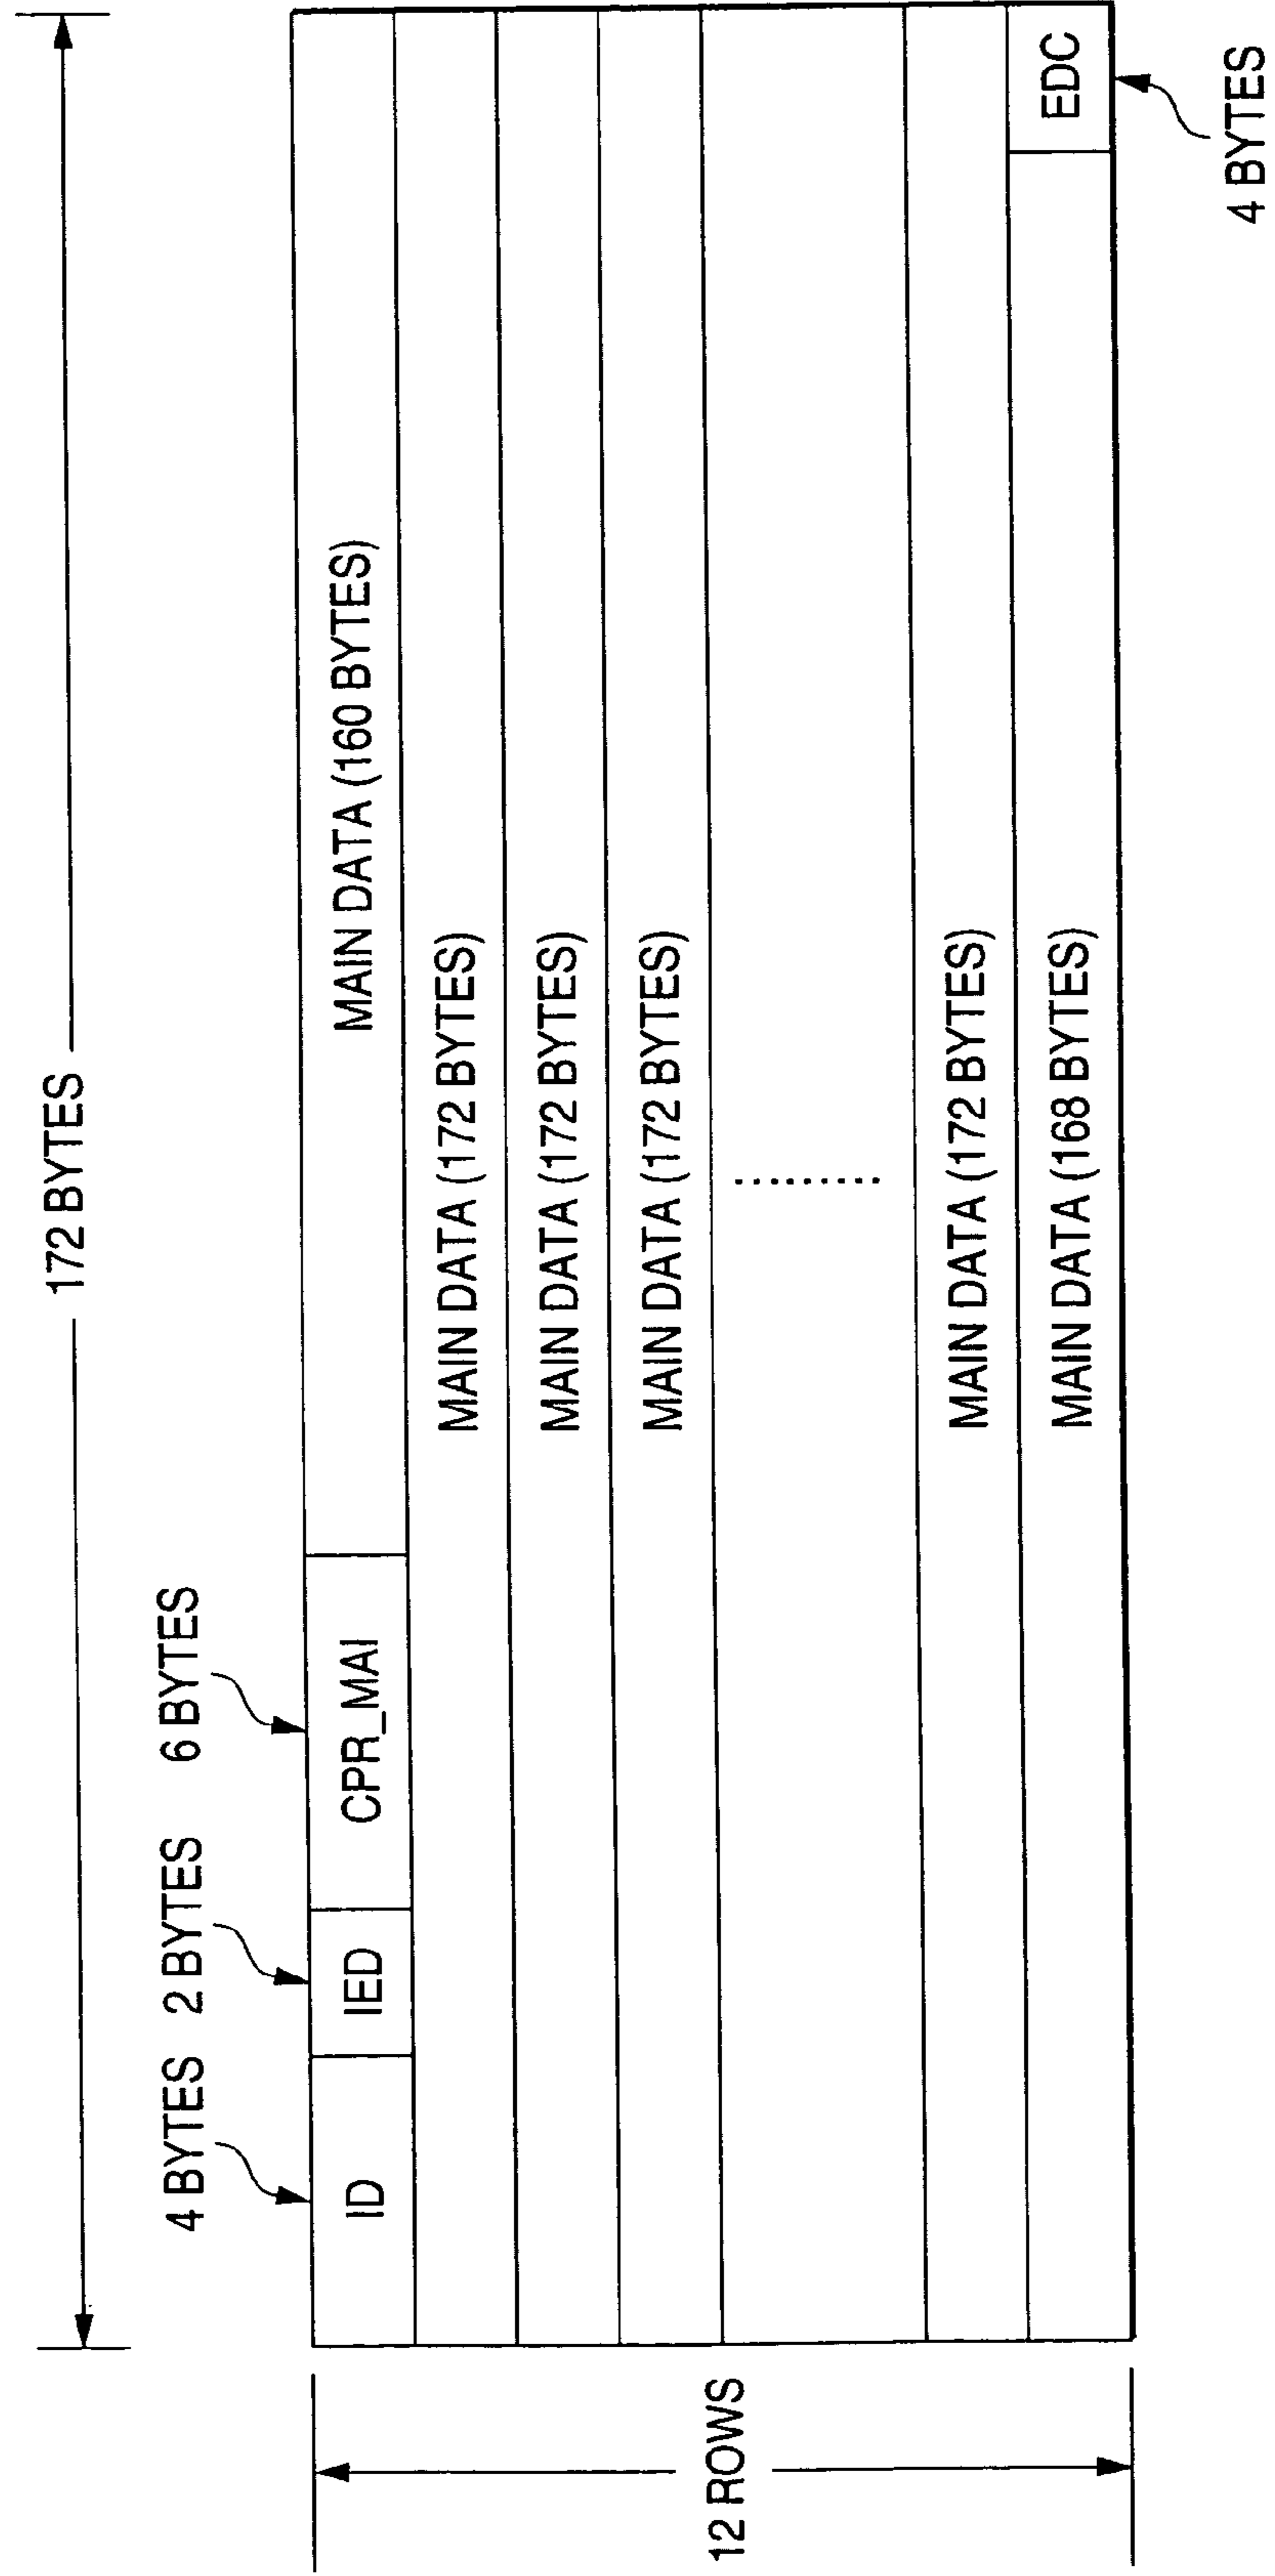 172 BYTES
4 BYTES 2 BYTES 6 BYTES
ID IED CPR_MAI MAIN DATA (160 BYTES)
MAIN DATA (172 BYTES)
MAIN DATA (172 BYTES)
MAIN DATA (172 BYTES)
MAIN DATA (172 BYTES)
MAIN DATA (168 BYTES) EDC
12 ROWS
4 BYTES